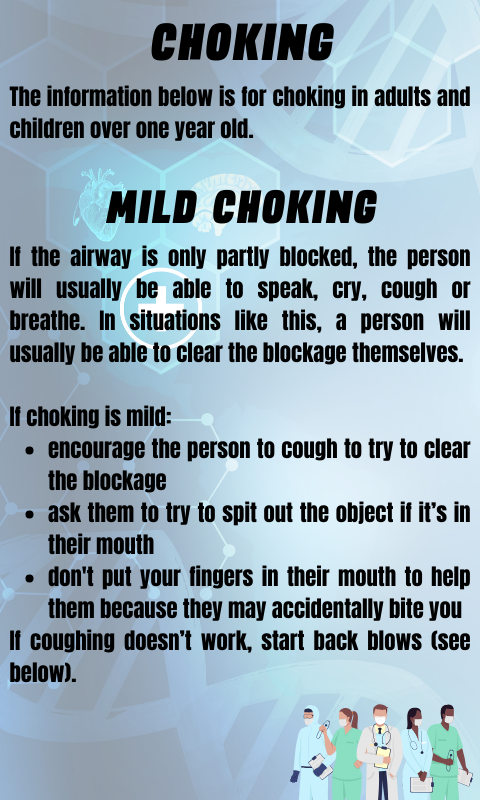 CHOKING
The information below is for choking in adults and
children over one year old.
MILD CHOKING
If the airway is only partly blocked, the person
will usually be able to speak, cry, cough or
breathe. In situations like this, a person will
usually be able to clear the blockage themselves.
If choking is mild:
• encourage the person to cough to try to clear
the blockage
• ask them to try to spit out the object if it’s in
their mouth
• don't put your fingers in their mouth to help
them because they may accidentally bite you
If coughing doesn’t work, start back blows (see
below).